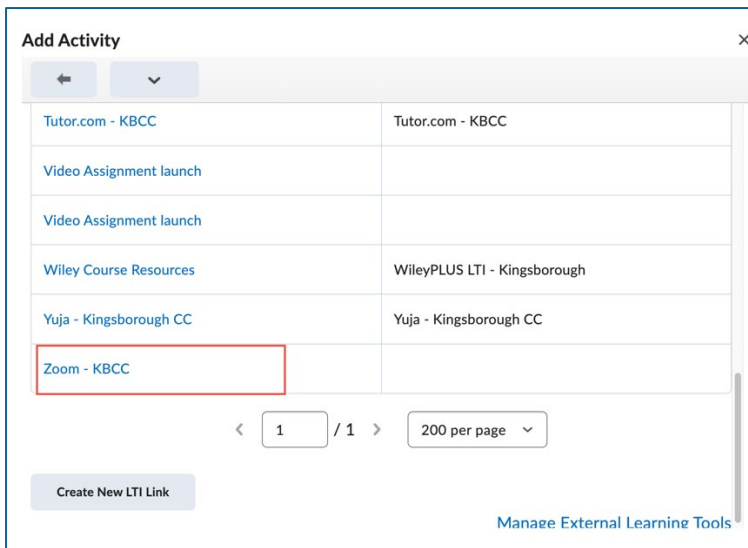 Add Activity
Tutor.com - KBCC Tutor.com - KBCC
Video Assignment launch
Video Assignment launch
Wiley Course Resources WileyPLUS LTI - Kingsborough
Yuja - Kingsborough CC Yuja - Kingsborough CC
Zoom - KBCC
1 / 1 200 per page
Create New LTI Link
Manage External Learning Tools